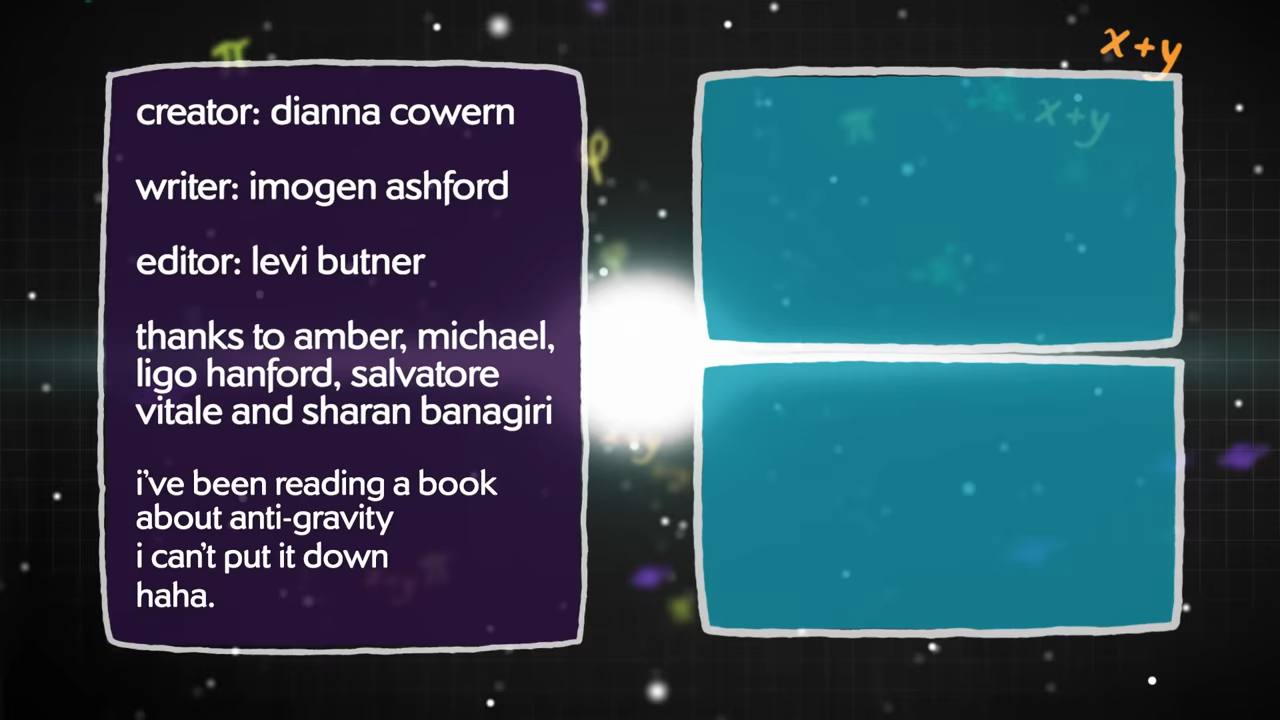 creator: dianna cowern
writer: imogen ashford
editor: levi butner
thanks to amber, michael,
ligo hanford, salvatore
vitale and sharan banagiri
i've been reading a book
about anti-gravity
i can't put it down
haha.
π
x+y
π
x+y
φ
x+y
π